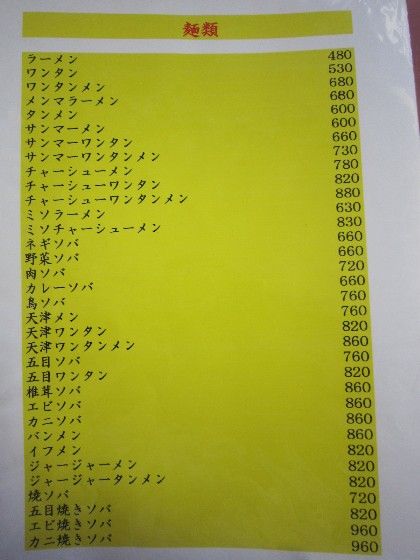 麺類
ラーメン 480
ワンタン 530
ワンタンメン 680
メンマラーメン 680
タンメン 600
サンマーメン 600
サンマーワンタン 660
サンマーワンタンメン 730
チャーシューメン 780
チャーシューワンタン 820
チャーシューワンタンメン 880
ミソラーメン 630
ミソチャーシューメン 830
ネギソバ 660
野菜ソバ 660
肉ソバ 720
カレーソバ 660
鳥ソバ 760
天津メン 760
天津ワンタン 820
天津ワンタンメン 860
五目ソバ 760
五目ワンタン 820
椎茸ソバ 860
エビソバ 860
カニソバ 860
バンメン 860
イフメン 820
ジャージャーメン 820
ジャージャータンメン 820
焼ソバ 720
五目焼きソバ 820
エビ焼きソバ 960
カニ焼きソバ 960